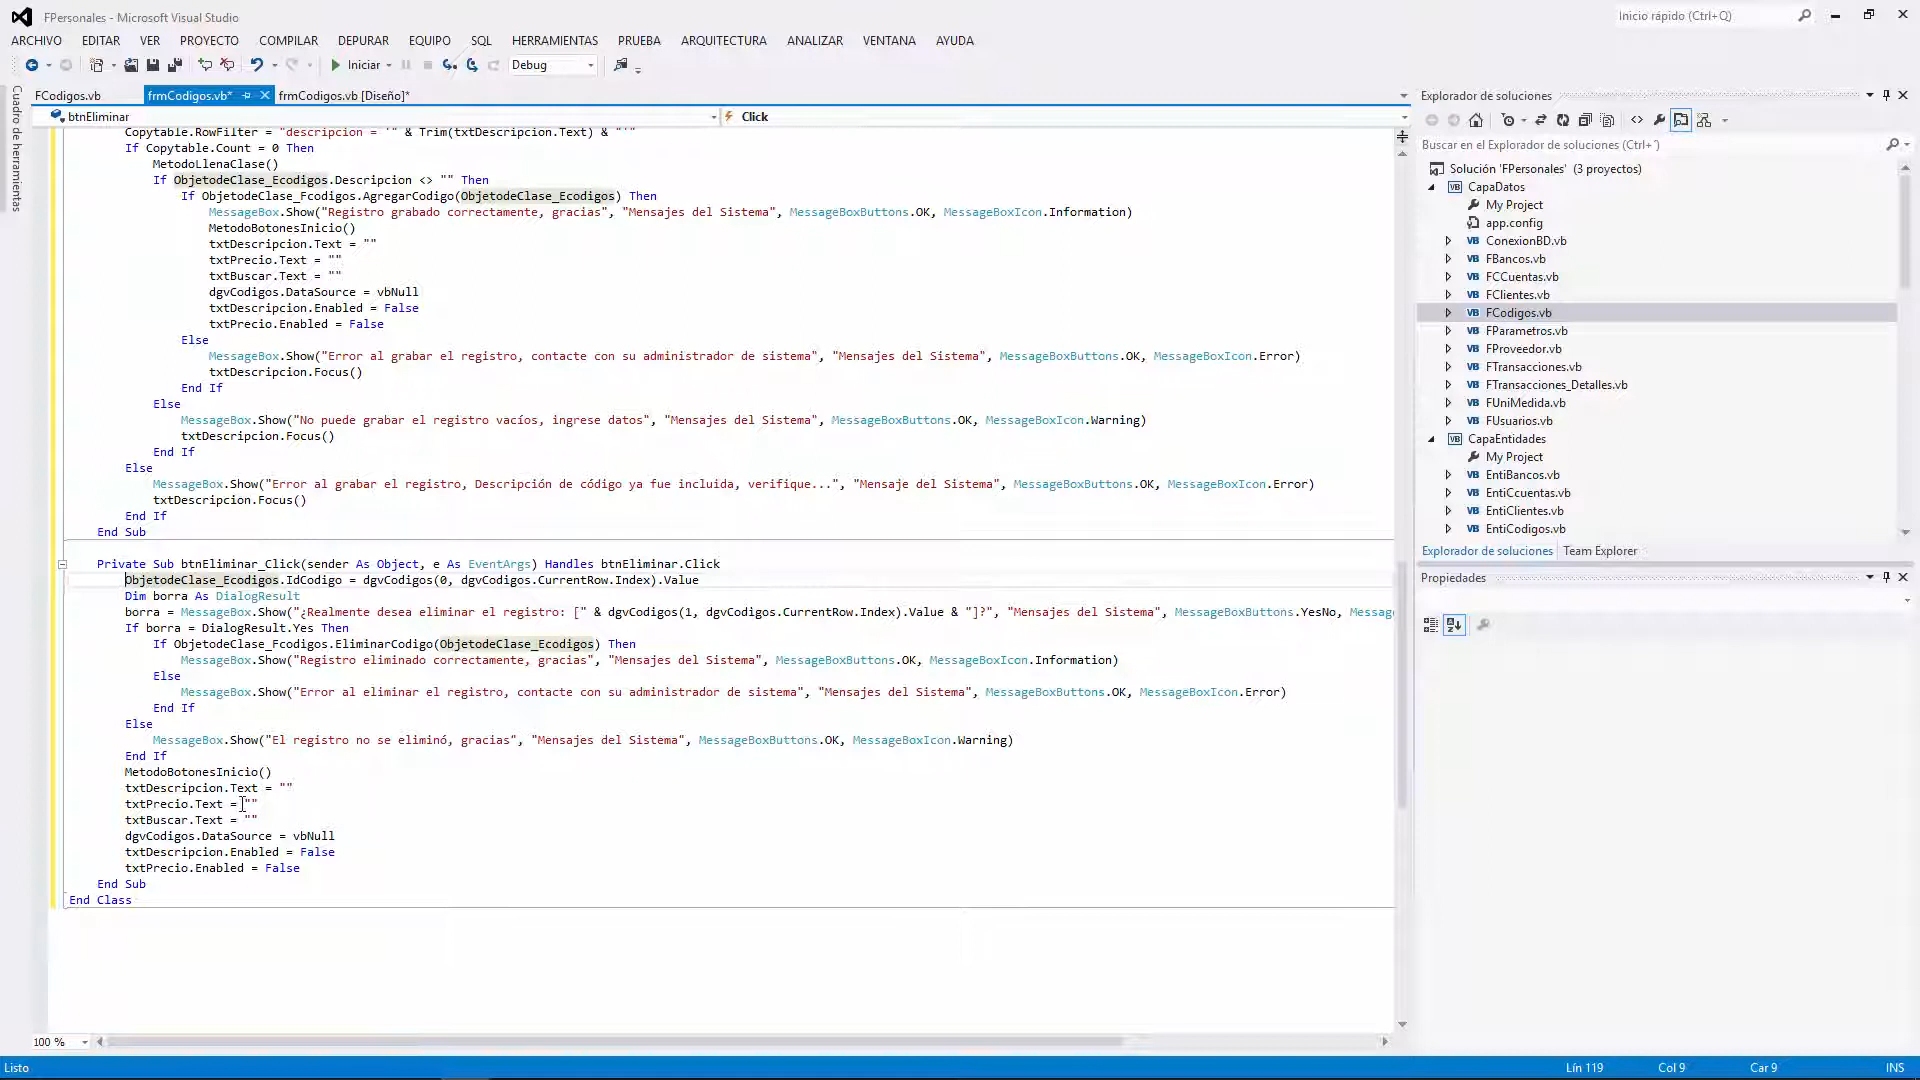 FPersonales - Microsoft Visual Studio
Inicio rápido (Ctrl+Q)
ARCHIVO EDITAR VER PROYECTO COMPILAR DEPURAR EQUIPO SQL HERRAMIENTAS PRUEBA ARQUITECTURA ANALIZAR VENTANA AYUDA
Iniciar Debug
Cuadro de herramientas
FCodigos.vb frmCodigos.vb* frmCodigos.vb [Diseño]*
btnEliminar Click
Copytable.RowFilter = "descripcion = '" & Trim(txtDescripcion.Text) & "'"
If Copytable.Count = 0 Then
MetodoLlenaClase()
If ObjetodeClase_Ecodigos.Descripcion <> "" Then
If ObjetodeClase_Fcodigos.AgregarCodigo(ObjetodeClase_Ecodigos) Then
MessageBox.Show("Registro grabado correctamente, gracias", "Mensajes del Sistema", MessageBoxButtons.OK, MessageBoxIcon.Information)
MetodoBotonesInicio()
txtDescripcion.Text = ""
txtPrecio.Text = ""
txtBuscar.Text = ""
dgvCodigos.DataSource = vbNull
txtDescripcion.Enabled = False
txtPrecio.Enabled = False
Else
MessageBox.Show("Error al grabar el registro, contacte con su administrador de sistema", "Mensajes del Sistema", MessageBoxButtons.OK, MessageBoxIcon.Error)
txtDescripcion.Focus()
End If
Else
MessageBox.Show("No puede grabar el registro vacíos, ingrese datos", "Mensajes del Sistema", MessageBoxButtons.OK, MessageBoxIcon.Warning)
txtDescripcion.Focus()
End If
Else
MessageBox.Show("Error al grabar el registro, Descripción de código ya fue incluida, verifique...", "Mensaje del Sistema", MessageBoxButtons.OK, MessageBoxIcon.Error)
txtDescripcion.Focus()
End If
End Sub
Private Sub btnEliminar_Click(sender As Object, e As EventArgs) Handles btnEliminar.Click
ObjetodeClase_Ecodigos.IdCodigo = dgvCodigos(0, dgvCodigos.CurrentRow.Index).Value
Dim borra As DialogResult
borra = MessageBox.Show("¿Realmente desea eliminar el registro: [" & dgvCodigos(1, dgvCodigos.CurrentRow.Index).Value & "]?", "Mensajes del Sistema", MessageBoxButtons.YesNo, Messag
If borra = DialogResult.Yes Then
If ObjetodeClase_Fcodigos.EliminarCodigo(ObjetodeClase_Ecodigos) Then
MessageBox.Show("Registro eliminado correctamente, gracias", "Mensajes del Sistema", MessageBoxButtons.OK, MessageBoxIcon.Information)
Else
MessageBox.Show("Error al eliminar el registro, contacte con su administrador de sistema", "Mensajes del Sistema", MessageBoxButtons.OK, MessageBoxIcon.Error)
End If
Else
MessageBox.Show("El registro no se eliminó, gracias", "Mensajes del Sistema", MessageBoxButtons.OK, MessageBoxIcon.Warning)
End If
MetodoBotonesInicio()
txtDescripcion.Text = ""
txtPrecio.Text = ""
txtBuscar.Text = ""
dgvCodigos.DataSource = vbNull
txtDescripcion.Enabled = False
txtPrecio.Enabled = False
End Sub
End Class
100 %
Explorador de soluciones
Buscar en el Explorador de soluciones (Ctrl+´)
Solución 'FPersonales' (3 proyectos)
CapaDatos
My Project
app.config
ConexionBD.vb
FBancos.vb
FCCuentas.vb
FClientes.vb
FCodigos.vb
FParametros.vb
FProveedor.vb
FTransacciones.vb
FTransacciones_Detalles.vb
FUniMedida.vb
FUsuarios.vb
CapaEntidades
My Project
EntiBancos.vb
EntiCcuentas.vb
EntiClientes.vb
EntiCodigos.vb
Explorador de soluciones Team Explorer
Propiedades
Listo Lín 119 Col 9 Car 9 INS